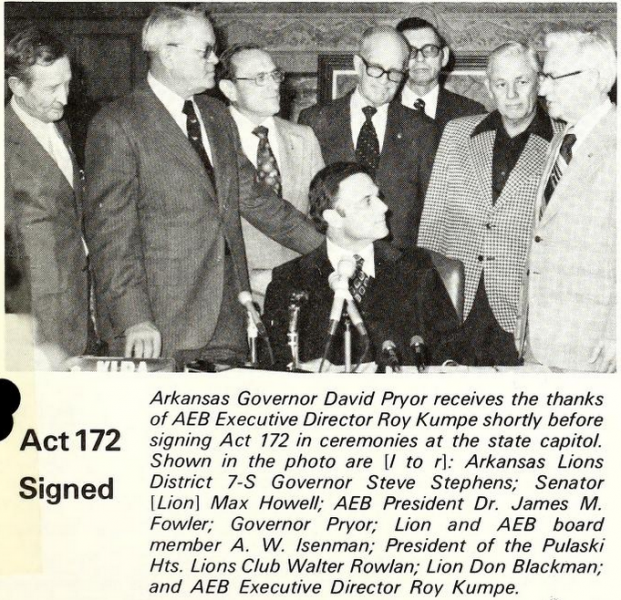 Act 172
Signed
Arkansas Governor David Pryor receives the thanks
of AEB Executive Director Roy Kumpe shortly before
signing Act 172 in ceremonies at the state capitol.
Shown in the photo are [l to r]: Arkansas Lions
District 7-S Governor Steve Stephens; Senator
[Lion] Max Howell; AEB President Dr. James M.
Fowler; Governor Pryor; Lion and AEB board
member A. W. Isenman; President of the Pulaski
Hts. Lions Club Walter Rowlan; Lion Don Blackman;
and AEB Executive Director Roy Kumpe.